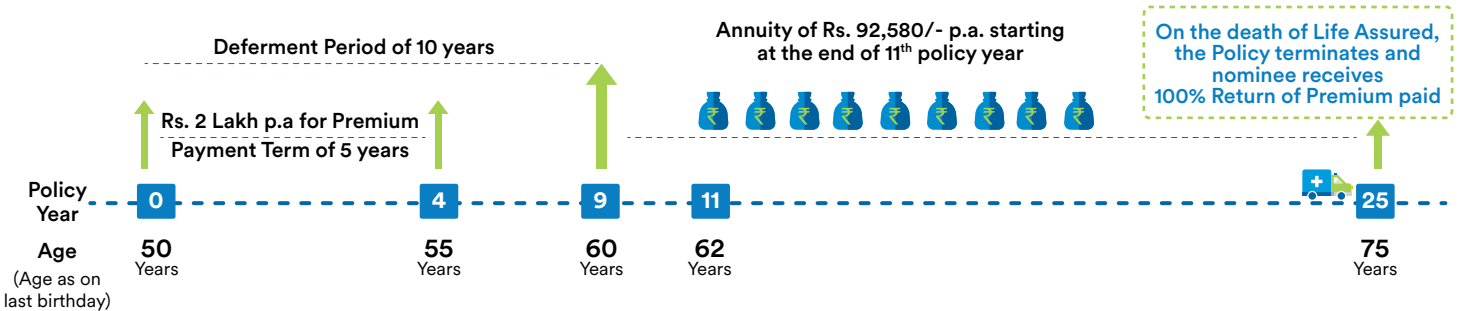 Deferment Period of 10 years
Rs. 2 Lakh p.a for Premium
Payment Term of 5 years
Annuity of Rs. 92,580/- p.a. starting
at the end of 11th policy year
₹ ₹ ₹ ₹ ₹ ₹ ₹ ₹ ₹
On the death of Life Assured,
the Policy terminates and
nominee receives
100% Return of Premium paid
Policy
Year
0 4 9 11 25
Age
(Age as on
last birthday)
50 55 60 62 75
Years Years Years Years Years